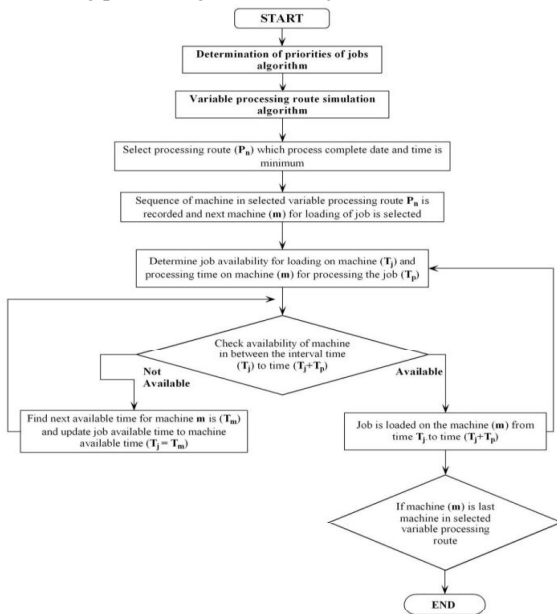 START
Determination of priorities of jobs
algorithm
Variable processing route simulation
algorithm
Select processing route (Pn) which process complete date and time is
minimum
Sequence of machine in selected variable processing route Pn is
recorded and next machine (m) for loading of job is selected
Determine job availability for loading on machine (Tj) and
processing time on machine (m) for processing the job (Tp)
Check availability of machine
in between the interval time
(Tj) to time (Tj+Tp)
Not
Available
Available
Find next available time for machine m is (Tm)
and update job available time to machine
available time (Tj = Tm)
Job is loaded on the machine (m) from
time Tj to time (Tj+Tp)
If machine (m) is last
machine in selected
variable processing
route
END